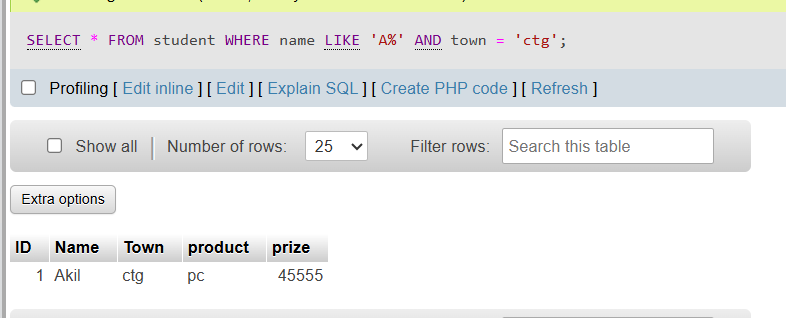 SELECT * FROM student WHERE name LIKE 'A%' AND town = 'ctg';
Profiling [ Edit inline ] [ Edit ] [ Explain SQL ] [ Create PHP code ] [ Refresh ]
Show all | Number of rows: 25 Filter rows: Search this table
Extra options
ID Name Town product prize
1 Akil ctg pc 45555